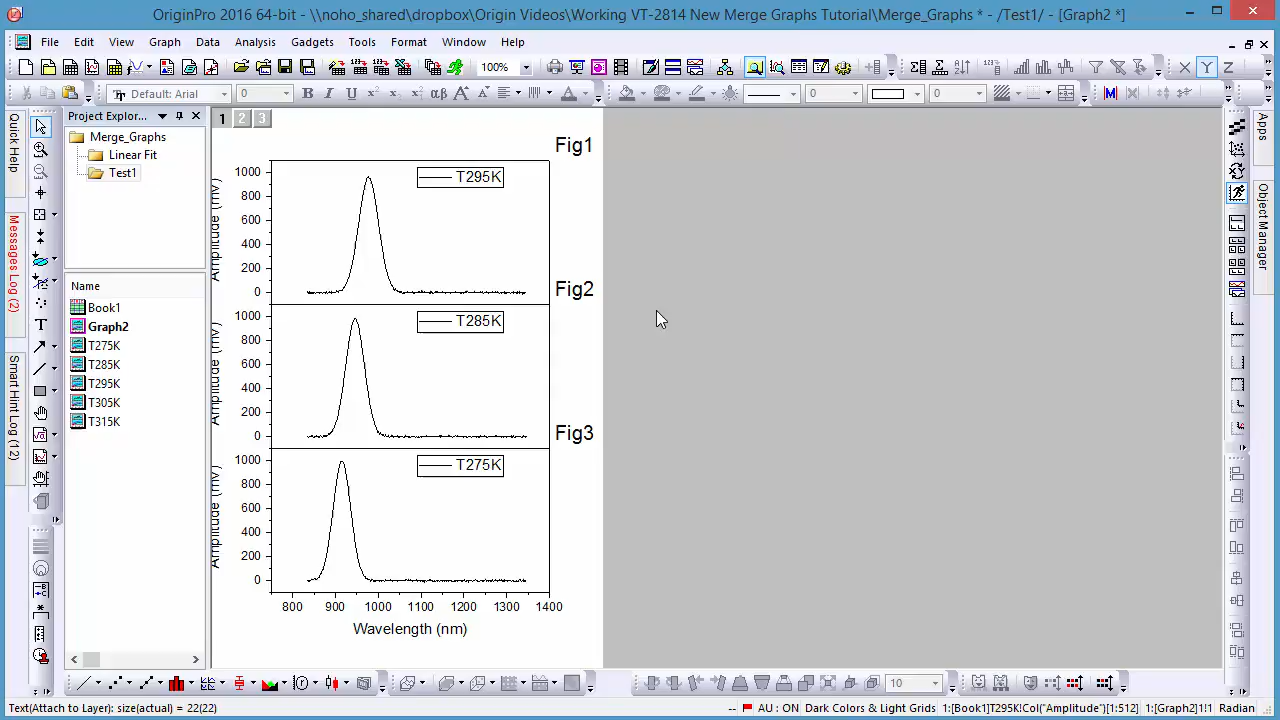 OriginPro 2016 64-bit - \\noho_shared\dropbox\Origin Videos\Working VT-2814 New Merge Graphs Tutorial\Merge_Graphs * - /Test1/ - [Graph2 *]
File Edit View Graph Data Analysis Gadgets Tools Format Window Help
100%
Default: Arial 0 B I U x² x₂ αβ A A A 0 0
Project Explor...
Quick Help
Messages Log (2)
Smart Hint Log (12)
Merge_Graphs
Linear Fit
Test1
Name
Book1
Graph2
T275K
T285K
T295K
T305K
T315K
1 2 3
Fig1
T295K
1000
800
600
400
200
0
Amplitude (mv)
Fig2
T285K
1000
800
600
400
200
0
Amplitude (mv)
Fig3
T275K
1000
800
600
400
200
0
Amplitude (mv)
800 900 1000 1100 1200 1300 1400
Wavelength (nm)
X Y Z
Apps
Object Manager
10
Text(Attach to Layer): size(actual) = 22(22)
-- AU : ON Dark Colors & Light Grids 1:[Book1]T295K!Col("Amplitude")[1:512] 1:[Graph2]1!1 Radian